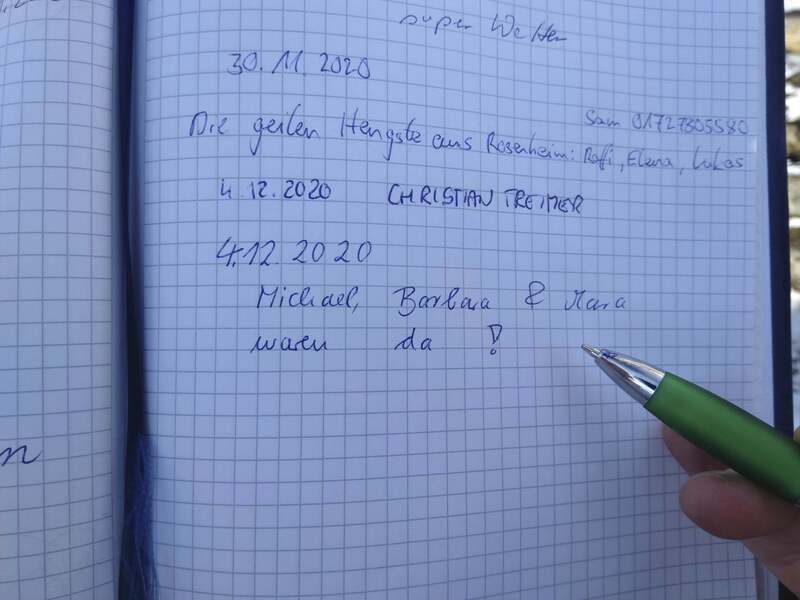 super Wetter
30.11.2020
Sam 01727805580
Die geilen Hengste aus Rosenheim: Raffi, Elena, Lukas
4.12.2020 CHRISTIAN TREIMER
4.12.2020
Michael, Barbara & Mara
waren da!
n